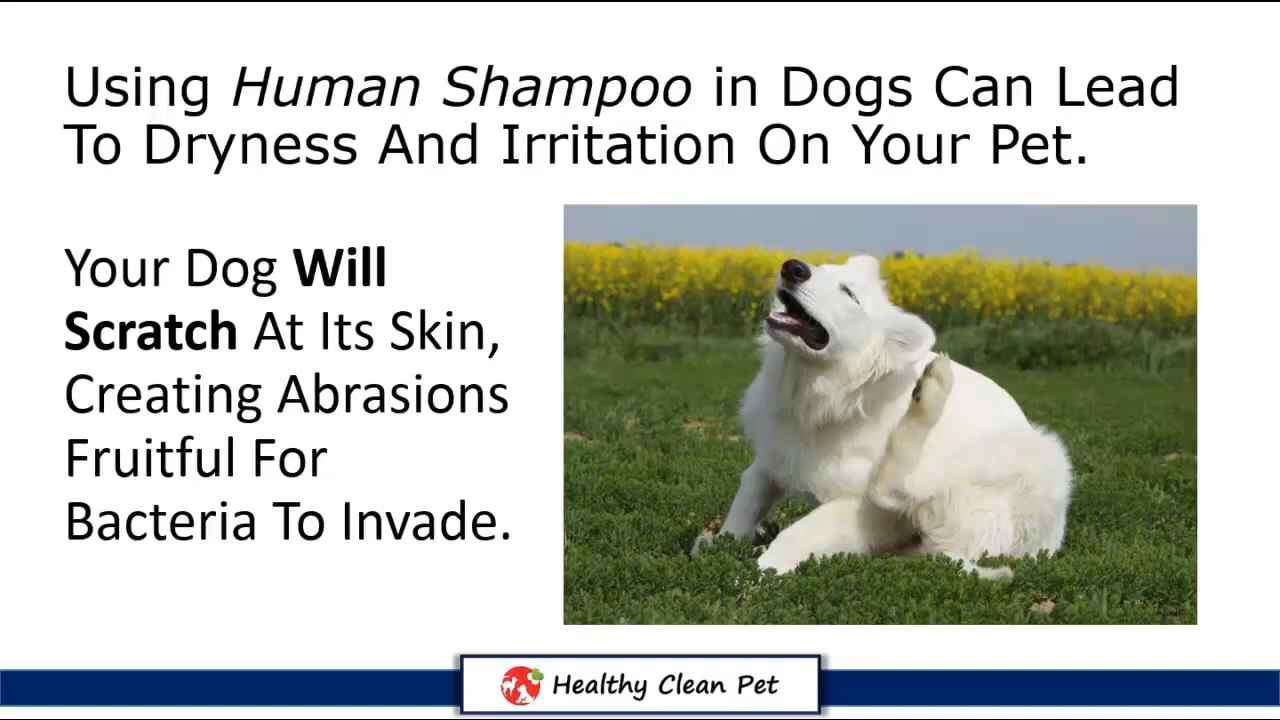 Using Human Shampoo in Dogs Can Lead
To Dryness And Irritation On Your Pet.
Your Dog Will
Scratch At Its Skin,
Creating Abrasions
Fruitful For
Bacteria To Invade.
Healthy Clean Pet